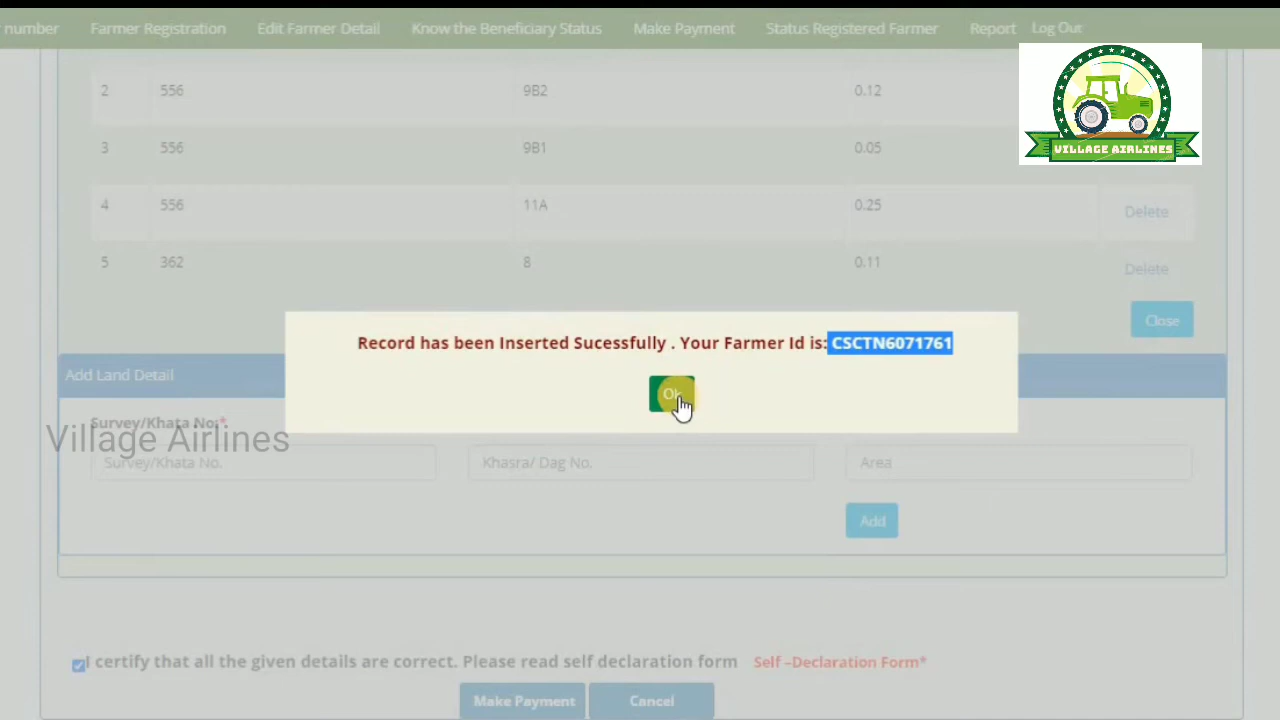 number Farmer Registration Edit Farmer Detail Know the Beneficiary Status Make Payment Status Registered Farmer Report Log Out
VILLAGE AIRLINES
2 556 9B2 0.12
3 556 9B1 0.05
4 556 11A 0.25 Delete
5 362 8 0.11 Delete
Close
Record has been Inserted Sucessfully . Your Farmer Id is: CSCTN6071761
Ok
Add Land Detail
Survey/Khata No:*
Village Airlines
Survey/Khata No. Khasra/ Dag No. Area
Add
I certify that all the given details are correct. Please read self declaration form Self –Declaration Form*
Make Payment Cancel